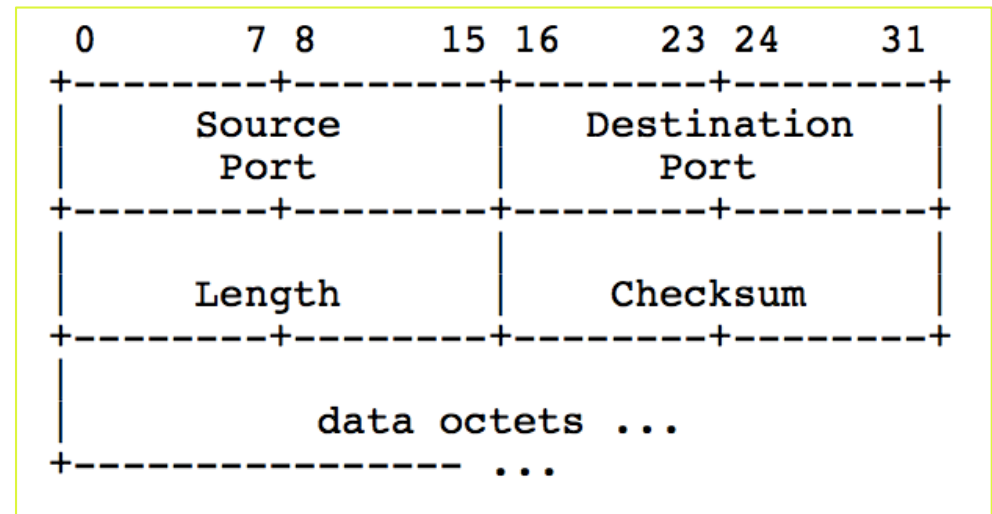 0 7 8 15 16 23 24 31
+--------+--------+--------+--------+
| Source | Destination |
| Port | Port |
+--------+--------+--------+--------+
| | |
| Length | Checksum |
+--------+--------+--------+--------+
|
| data octets ...
+---------------- ...